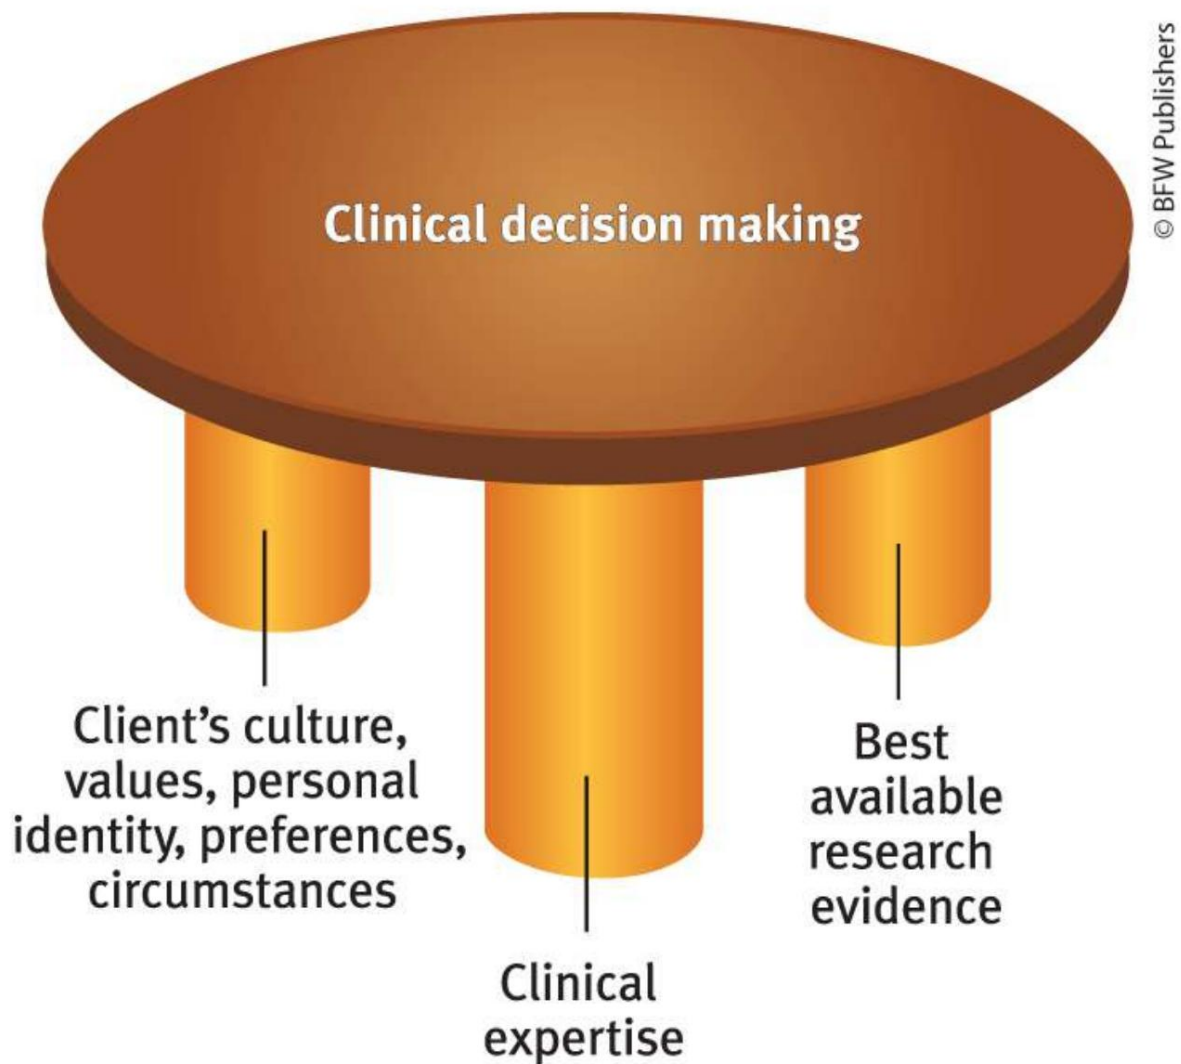 © BFW Publishers
Clinical decision making
Client’s culture,
values, personal
identity, preferences,
circumstances
Clinical
expertise
Best
available
research
evidence